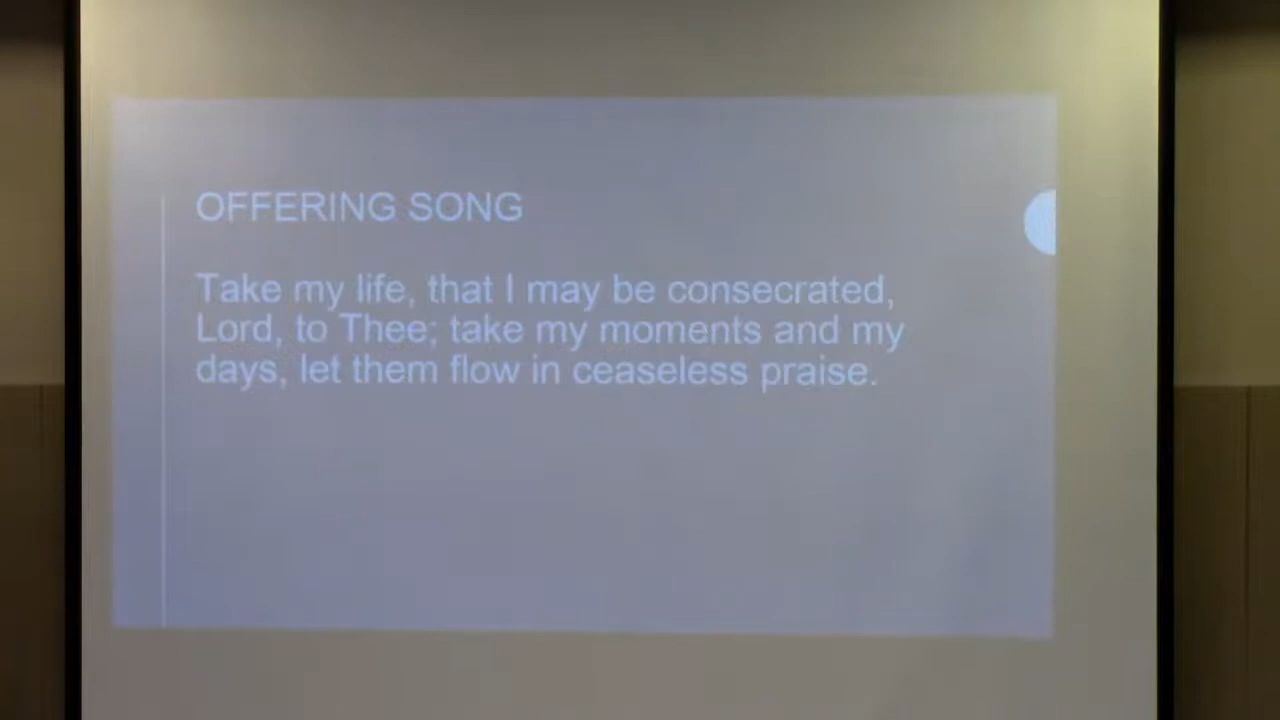 OFFERING SONG
Take my life, that I may be consecrated,
Lord, to Thee; take my moments and my
days, let them flow in ceaseless praise.